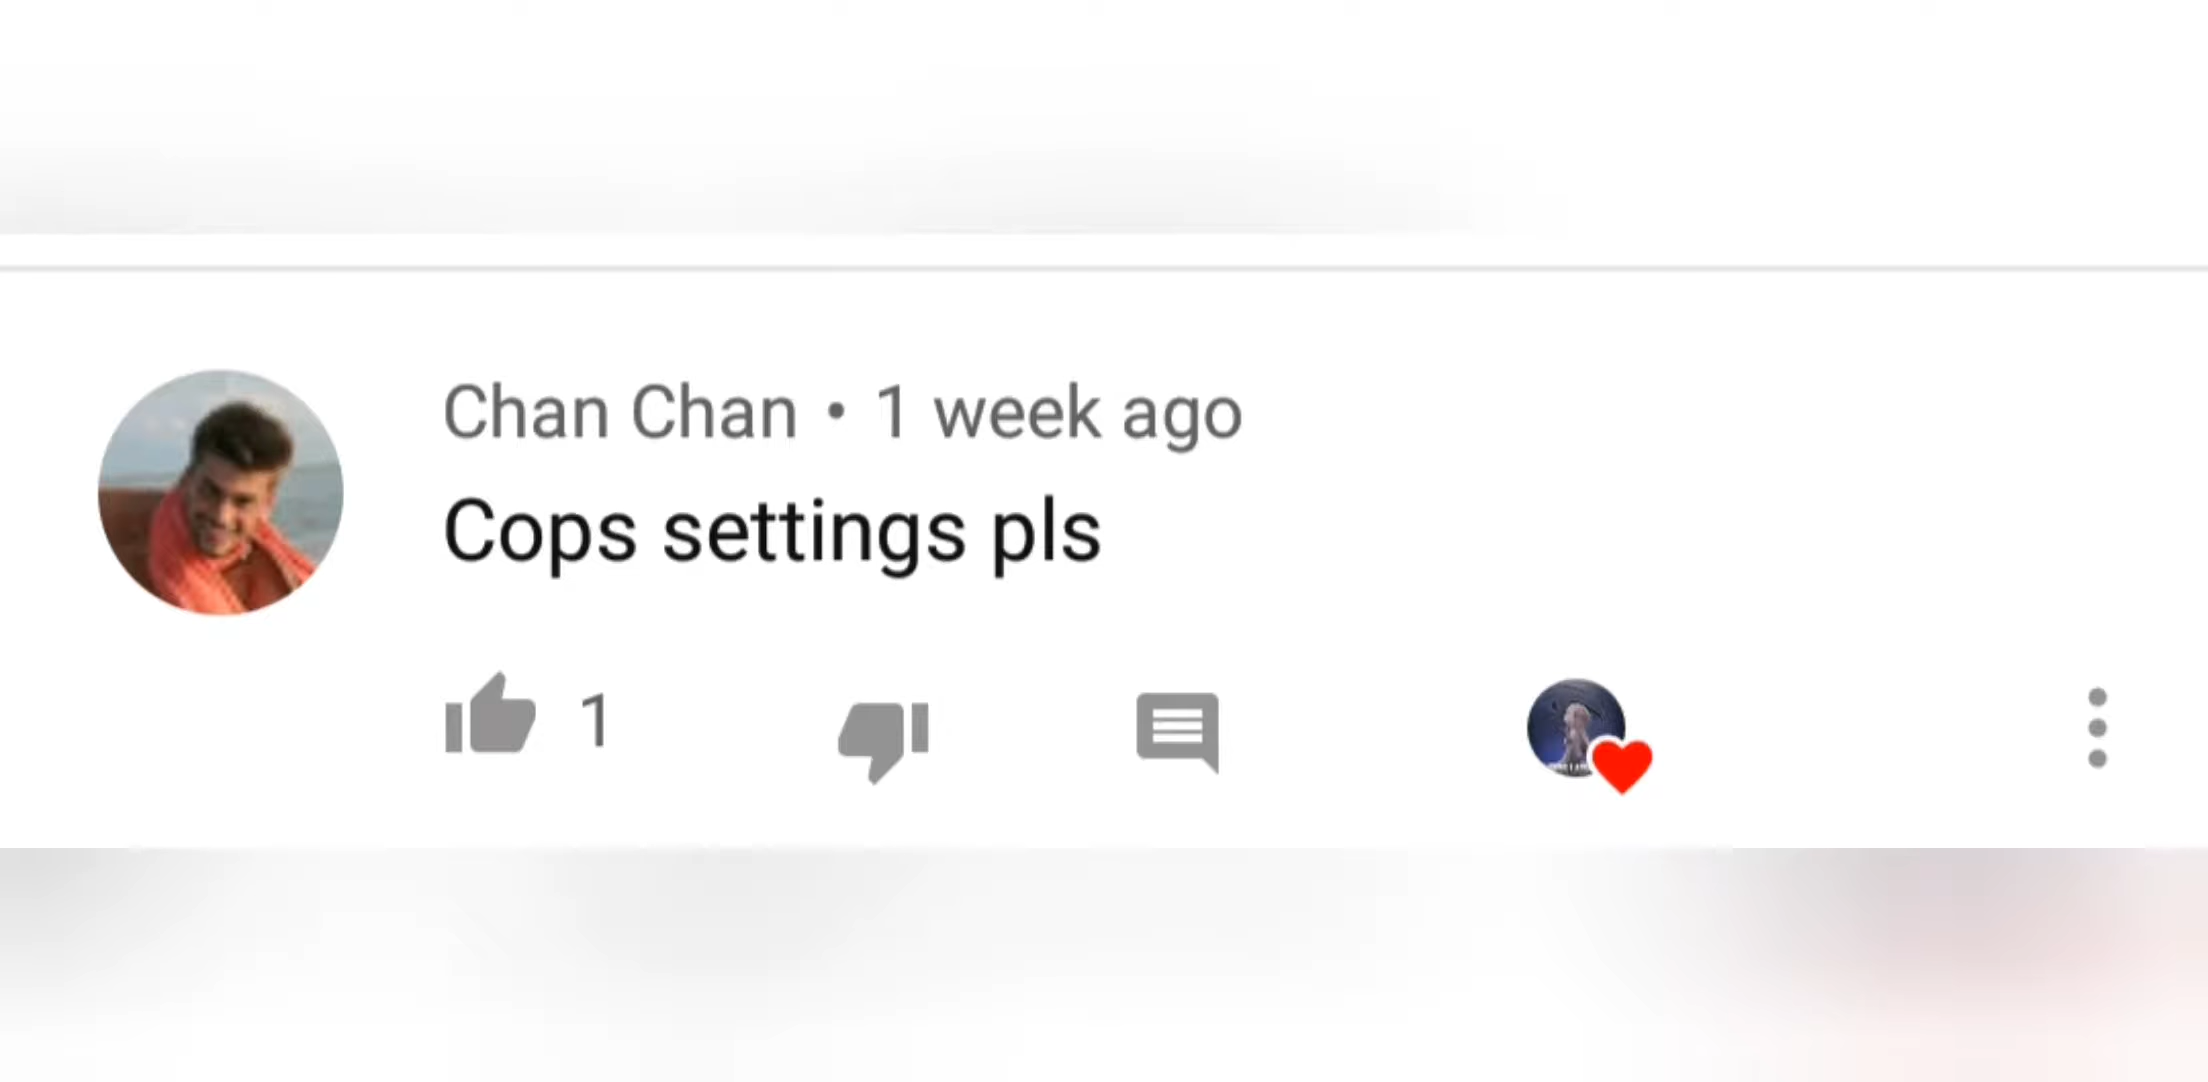 Chan Chan • 1 week ago
Cops settings pls
1